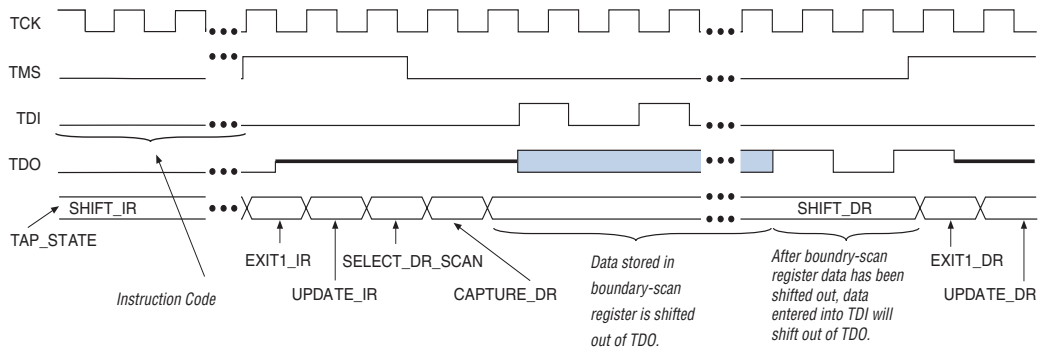 TCK
TMS
TDI
TDO
SHIFT_IR
SHIFT_DR
TAP_STATE
EXIT1_IR
SELECT_DR_SCAN
EXIT1_DR
Instruction Code
UPDATE_IR
CAPTURE_DR
UPDATE_DR
Data stored in
boundary-scan
register is shifted
out of TDO.
After boundry-scan
register data has been
shifted out, data
entered into TDI will
shift out of TDO.